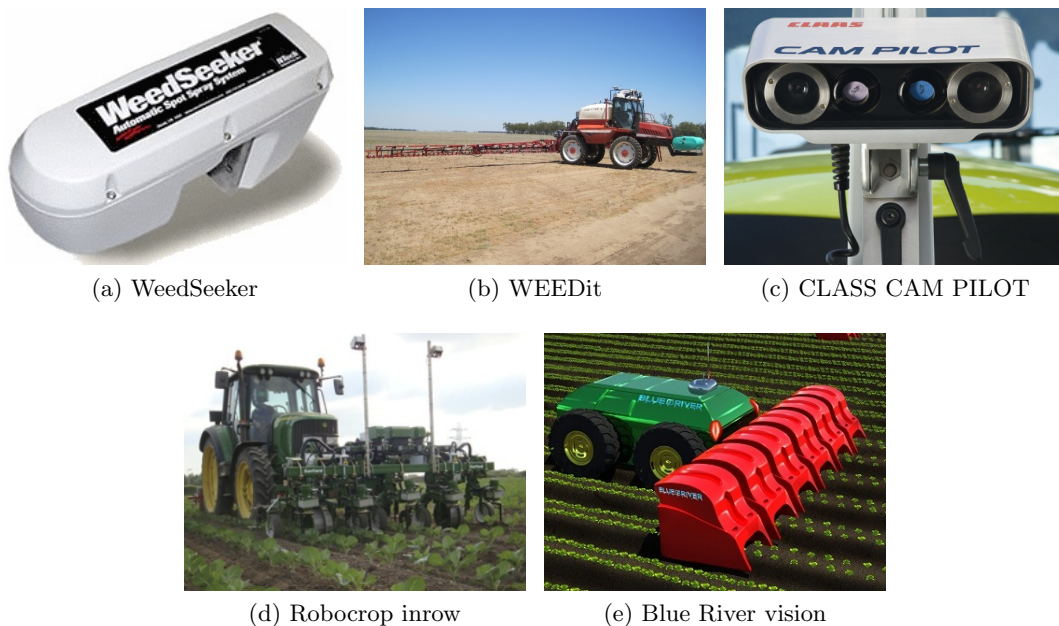 WeedSeeker
Automatic Spot Spray System
CLAAS
CAM PILOT
(a) WeedSeeker
(b) WEEDit
(c) CLASS CAM PILOT
BLUE RIVER
BLUE RIVER
(d) Robocrop inrow
(e) Blue River vision